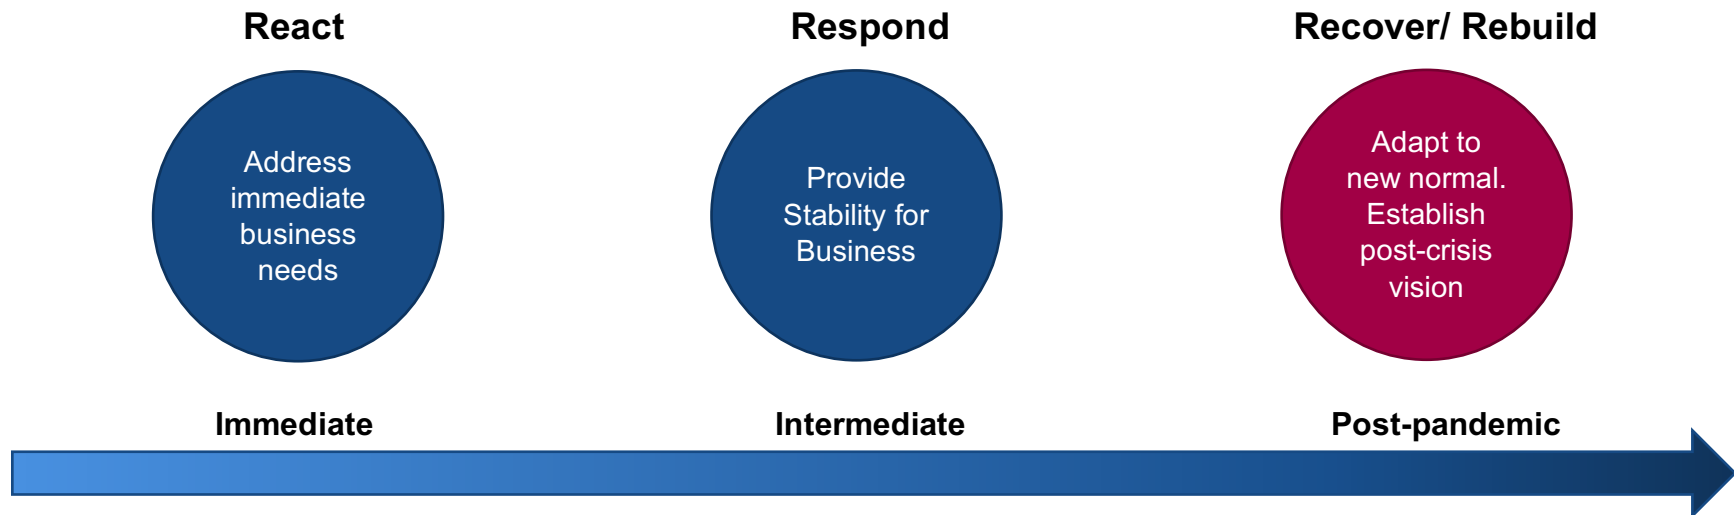 React
Respond
Recover/ Rebuild
Address
immediate
business
needs
Provide
Stability for
Business
Adapt to
new normal.
Establish
post-crisis
vision
Immediate
Intermediate
Post-pandemic